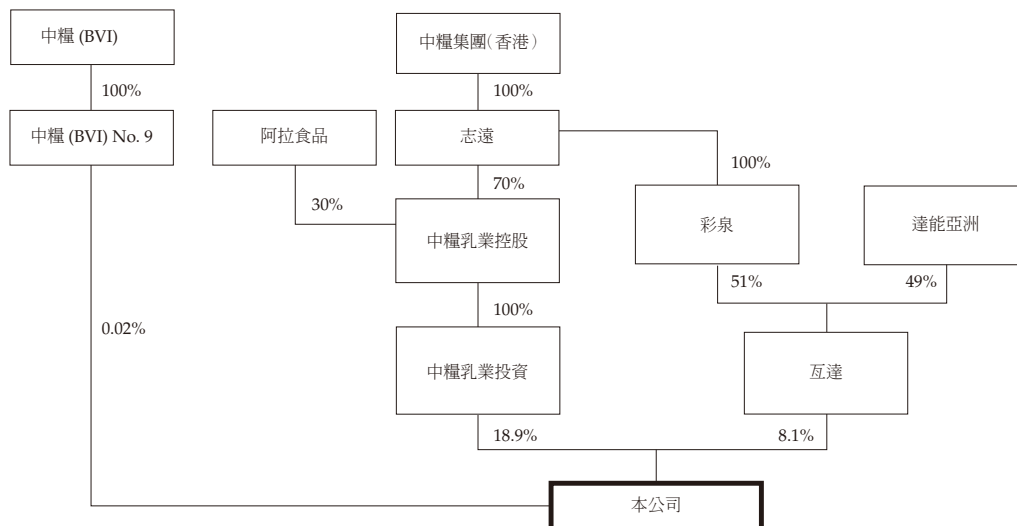 中糧 (BVI)
中糧集團(香港)
100%
100%
中糧 (BVI) No. 9
阿拉食品
志遠
100%
70%
30%
中糧乳業控股
彩泉
達能亞洲
51%
49%
100%
0.02%
中糧乳業投資
亙達
18.9%
8.1%
本公司